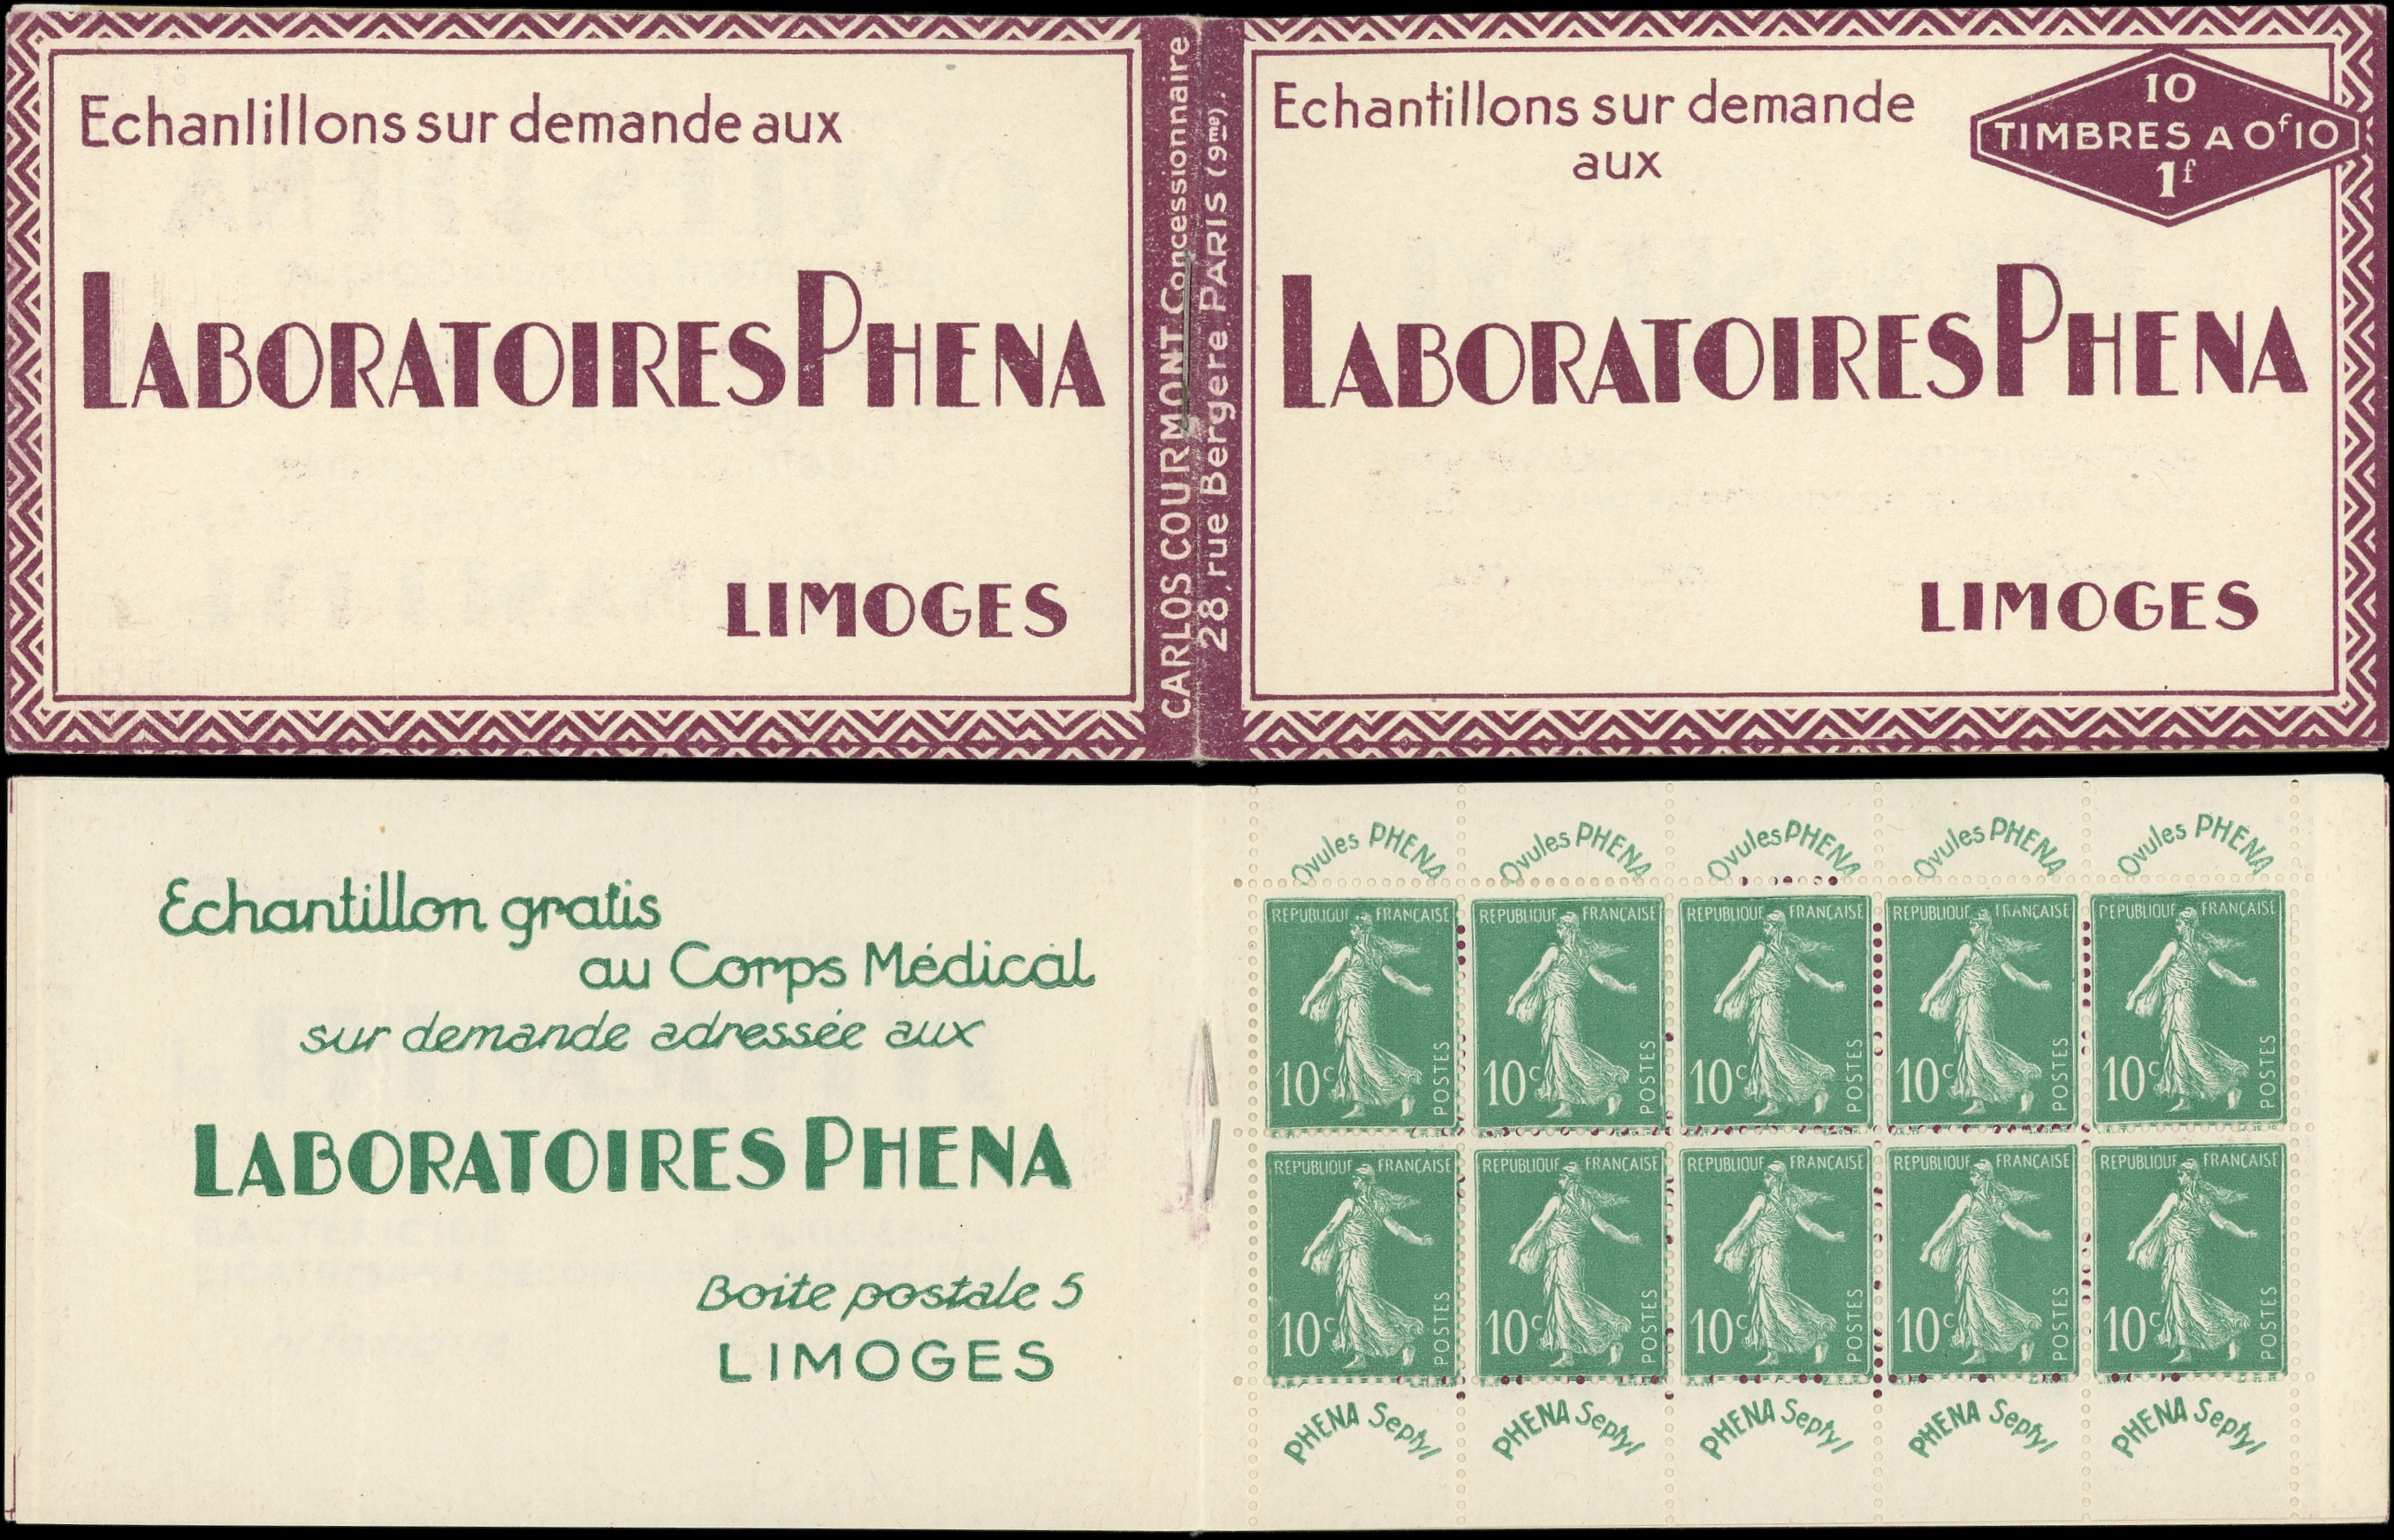 Echanlillons sur demande aux
LABORATOIRES PHENA
LIMOGES
CARLOS COURMONT Concessionnaire
28, rue Bergère. PARIS (9me).
Echantillons sur demande
aux
10
TIMBRES A 0f10
1f
LABORATOIRES PHENA
LIMOGES
Echantillon gratis
au Corps Médical
sur demande adressée aux
LABORATOIRES PHENA
Boite postale 5
LIMOGES
Ovules PHENA Ovules PHENA Ovules PHENA Ovules PHENA Ovules PHENA
REPUBLIQUE FRANÇAISE REPUBLIQUE FRANÇAISE REPUBLIQUE FRANÇAISE REPUBLIQUE FRANÇAISE REPUBLIQUE FRANÇAISE
10c POSTES 10c POSTES 10c POSTES 10c POSTES 10c POSTES
REPUBLIQUE FRANÇAISE REPUBLIQUE FRANÇAISE REPUBLIQUE FRANÇAISE REPUBLIQUE FRANÇAISE REPUBLIQUE FRANÇAISE
10c POSTES 10c POSTES 10c POSTES 10c POSTES 10c POSTES
PHENA Septyl PHENA Septyl PHENA Septyl PHENA Septyl PHENA Septyl